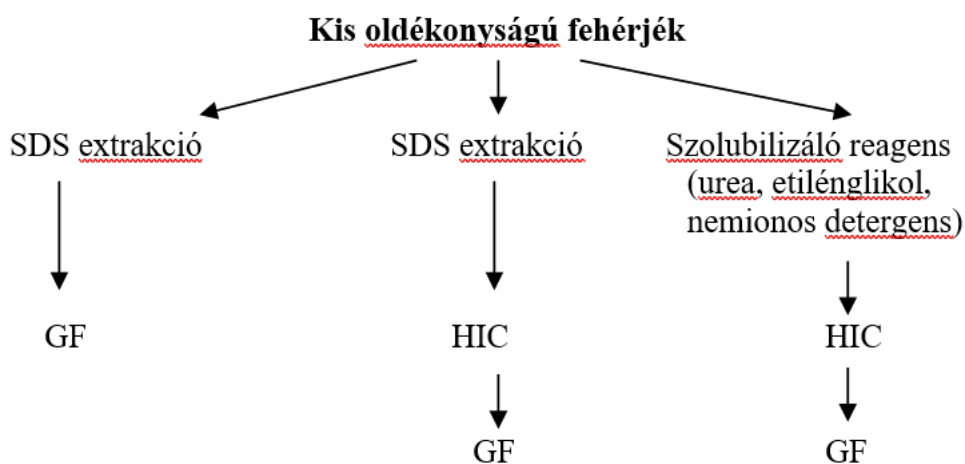 Kis oldékonyságú fehérjék
SDS extrakció
SDS extrakció
Szolubilizáló reagens
(urea, etilénglikol,
nemionos detergens)
GF
HIC
HIC
GF
GF